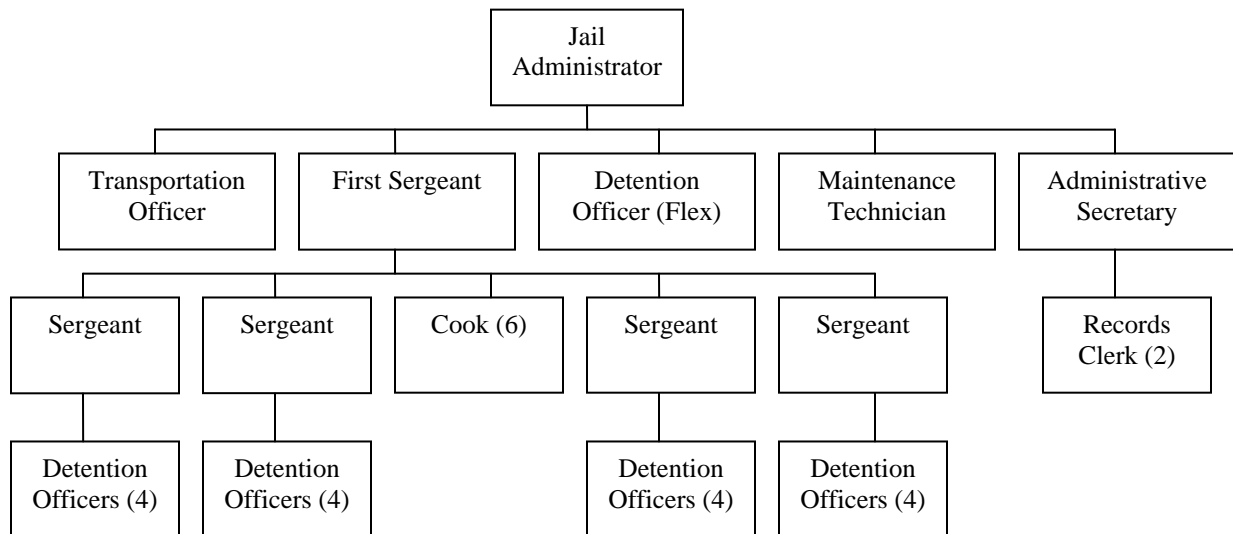 Jail
Administrator
Transportation
Officer
First Sergeant
Detention
Officer (Flex)
Maintenance
Technician
Administrative
Secretary
Sergeant
Sergeant
Cook (6)
Sergeant
Sergeant
Records
Clerk (2)
Detention
Officers (4)
Detention
Officers (4)
Detention
Officers (4)
Detention
Officers (4)